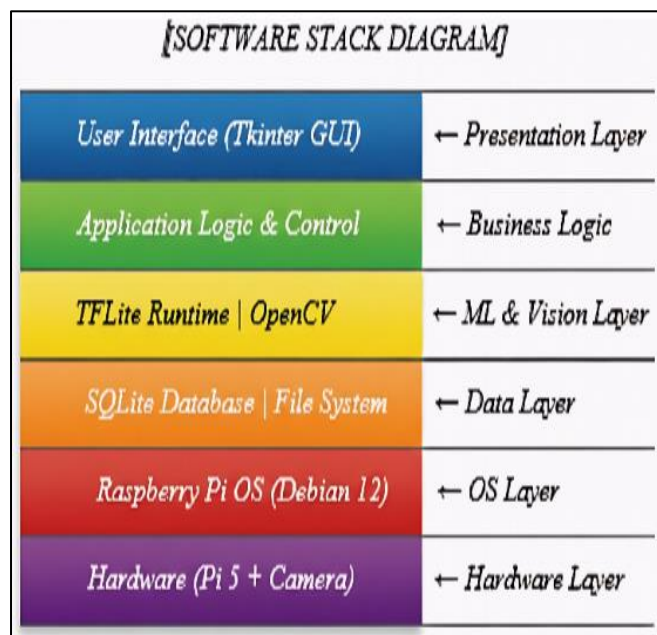 [SOFTWARE STACK DIAGRAM]
User Interface (Tkinter GUI) ← Presentation Layer
Application Logic & Control ← Business Logic
TFLite Runtime | OpenCV ← ML & Vision Layer
SQLite Database | File System ← Data Layer
Raspberry Pi OS (Debian 12) ← OS Layer
Hardware (Pi 5 + Camera) ← Hardware Layer